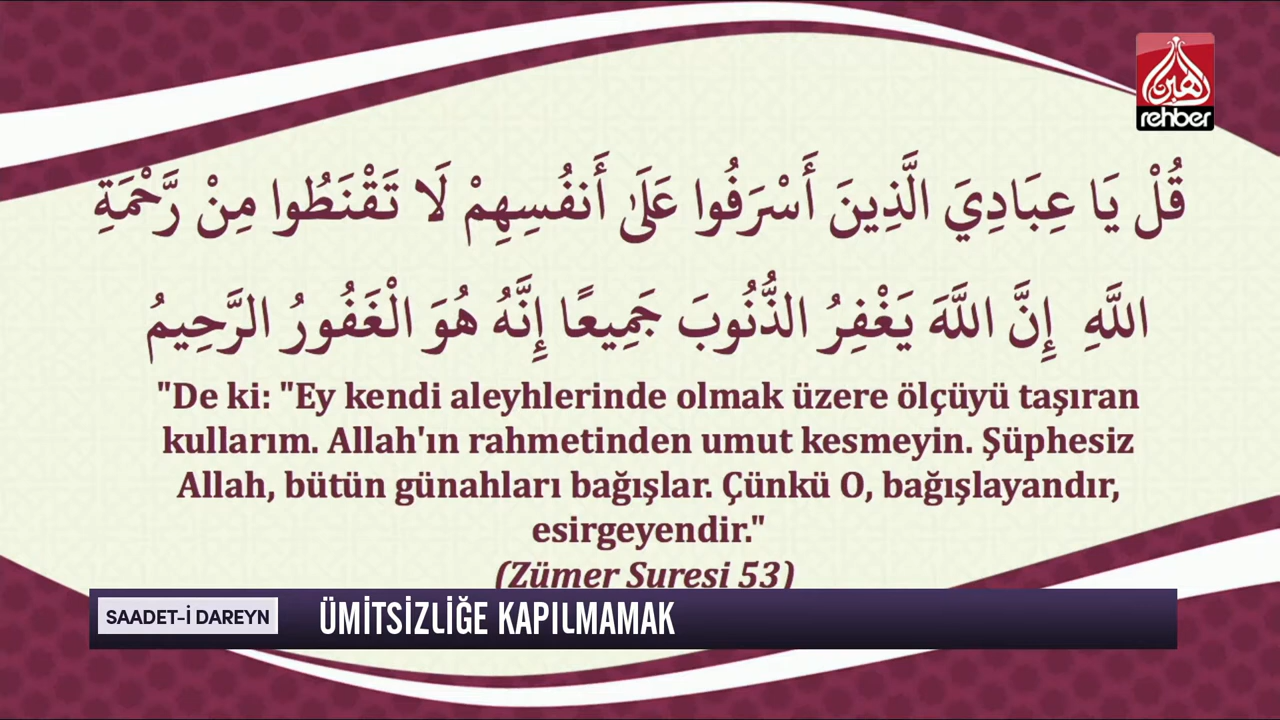 رهبر
rehber
قُلْ يَا عِبَادِيَ الَّذِينَ أَسْرَفُوا عَلَىٰ أَنفُسِهِمْ لَا تَقْنَطُوا مِنْ رَّحْمَةِ
اللَّهِ إِنَّ اللَّهَ يَغْفِرُ الذُّنُوبَ جَمِيعًا إِنَّهُ هُوَ الْغَفُورُ الرَّحِيمُ
"De ki: "Ey kendi aleyhlerinde olmak üzere ölçüyü taşıran
kullarım. Allah'ın rahmetinden umut kesmeyin. Şüphesiz
Allah, bütün günahları bağışlar. Çünkü O, bağışlayandır,
esirgeyendir."
(Zümer Suresi 53)
SAADET-İ DAREYN
ÜMİTSİZLİĞE KAPILMAMAK